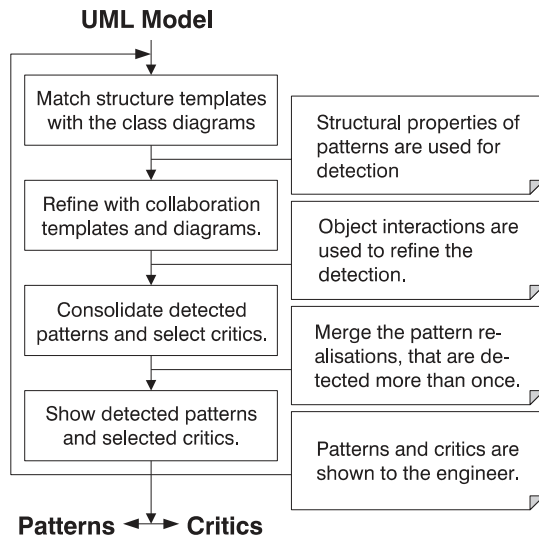 UML Model
Match structure templates
with the class diagrams
Structural properties of
patterns are used for
detection
Refine with collaboration
templates and diagrams.
Object interactions are
used to refine the
detection.
Consolidate detected
patterns and select critics.
Merge the pattern re-
alisations, that are de-
tected more than once.
Show detected patterns
and selected critics.
Patterns and critics are
shown to the engineer.
Patterns
Critics